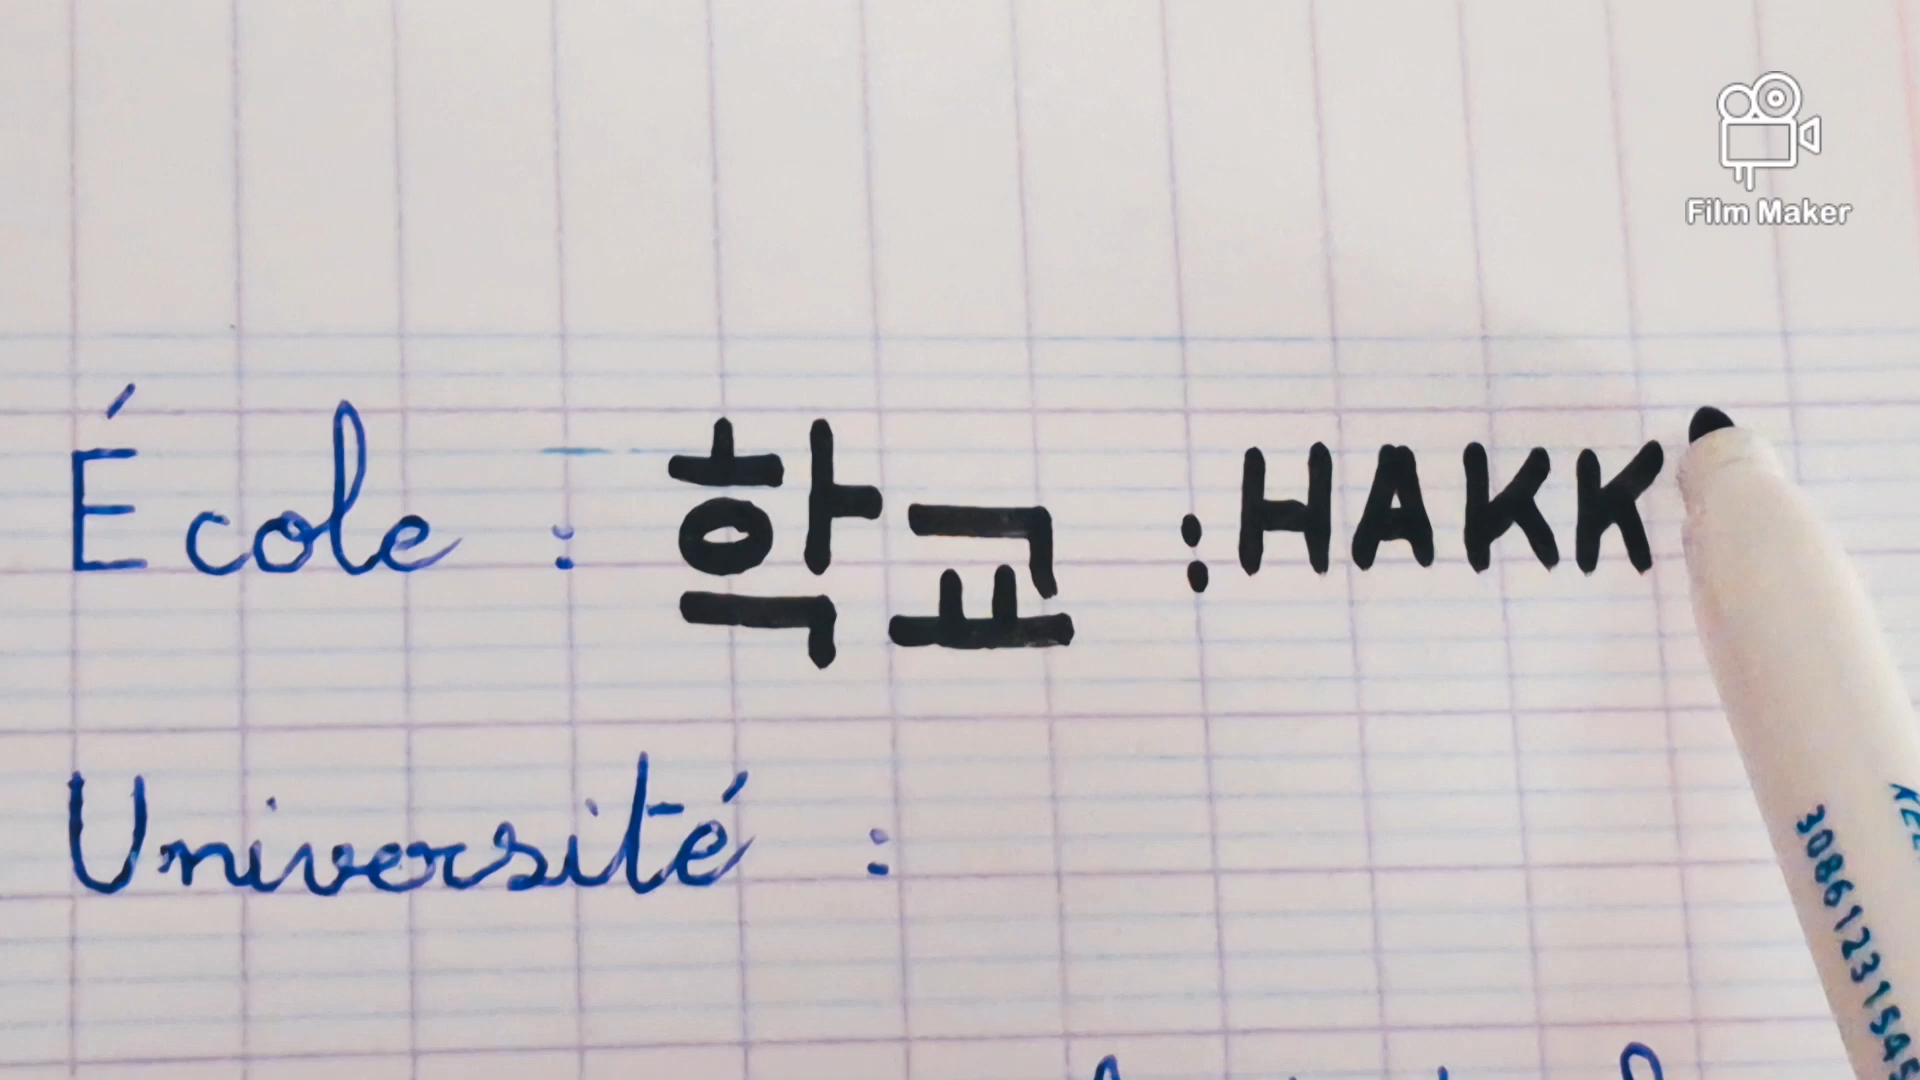 Film Maker
École : 학교 : HAKK
Université :